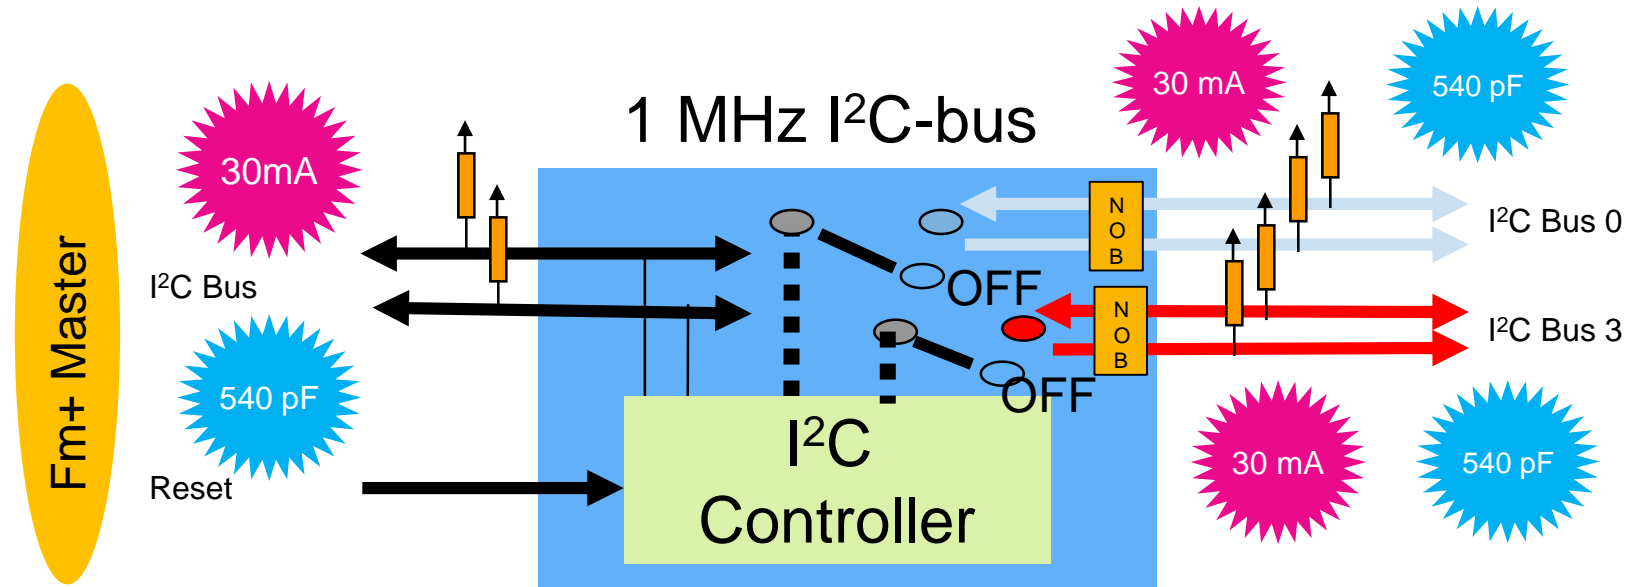 Fm+ Master
30mA
I²C Bus
540 pF
Reset
1 MHz I²C-bus
OFF
OFF
I²C
Controller
N
O
B
N
O
B
30 mA
540 pF
I²C Bus 0
I²C Bus 3
30 mA
540 pF